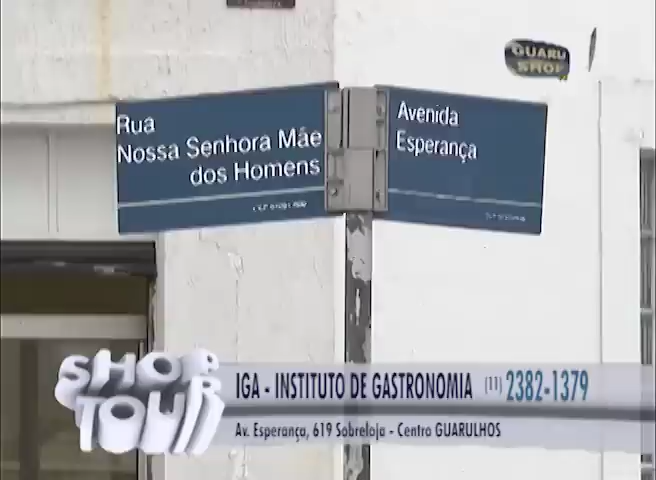 GUARU
SHOP
Rua
Nossa Senhora Mãe
dos Homens
Avenida
Esperança
SHOP
TOUR
IGA - INSTITUTO DE GASTRONOMIA (11) 2382-1379
Av. Esperança, 619 Sobreloja - Centro GUARULHOS